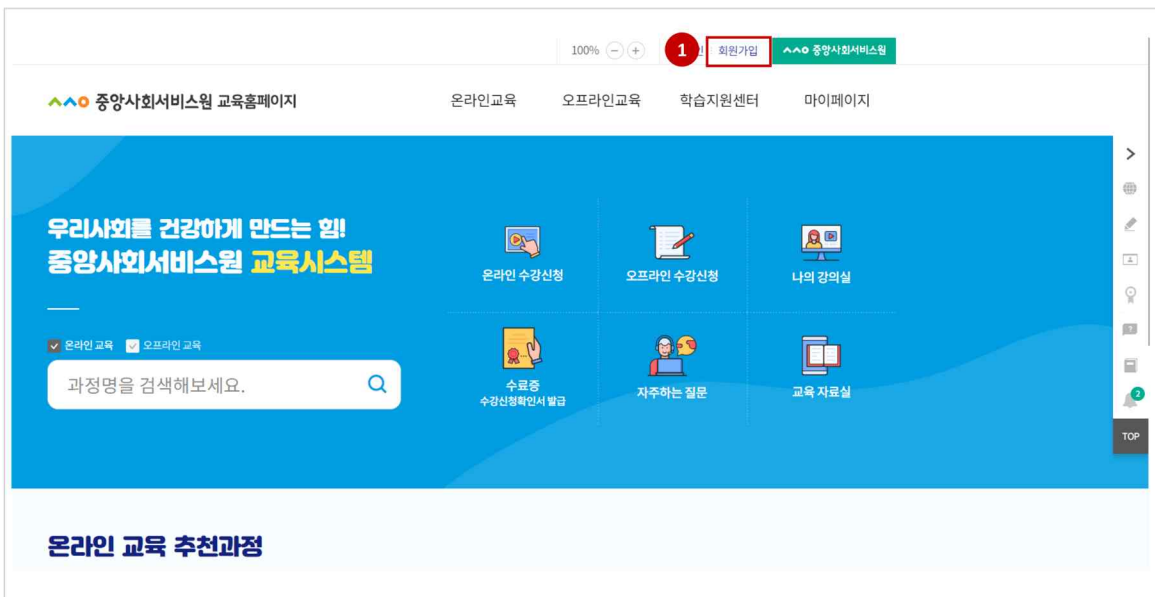 100%
1
회원가입
중앙사회서비스원
중앙사회서비스원 교육홈페이지
온라인교육
오프라인교육
학습지원센터
마이페이지
우리사회를 건강하게 만드는 힘!
중앙사회서비스원 교육시스템
온라인 교육
오프라인 교육
과정명을 검색해보세요.
온라인 수강신청
오프라인 수강신청
나의 강의실
수료증
수강신청확인서 발급
자주하는 질문
교육 자료실
2
TOP
온라인 교육 추천과정